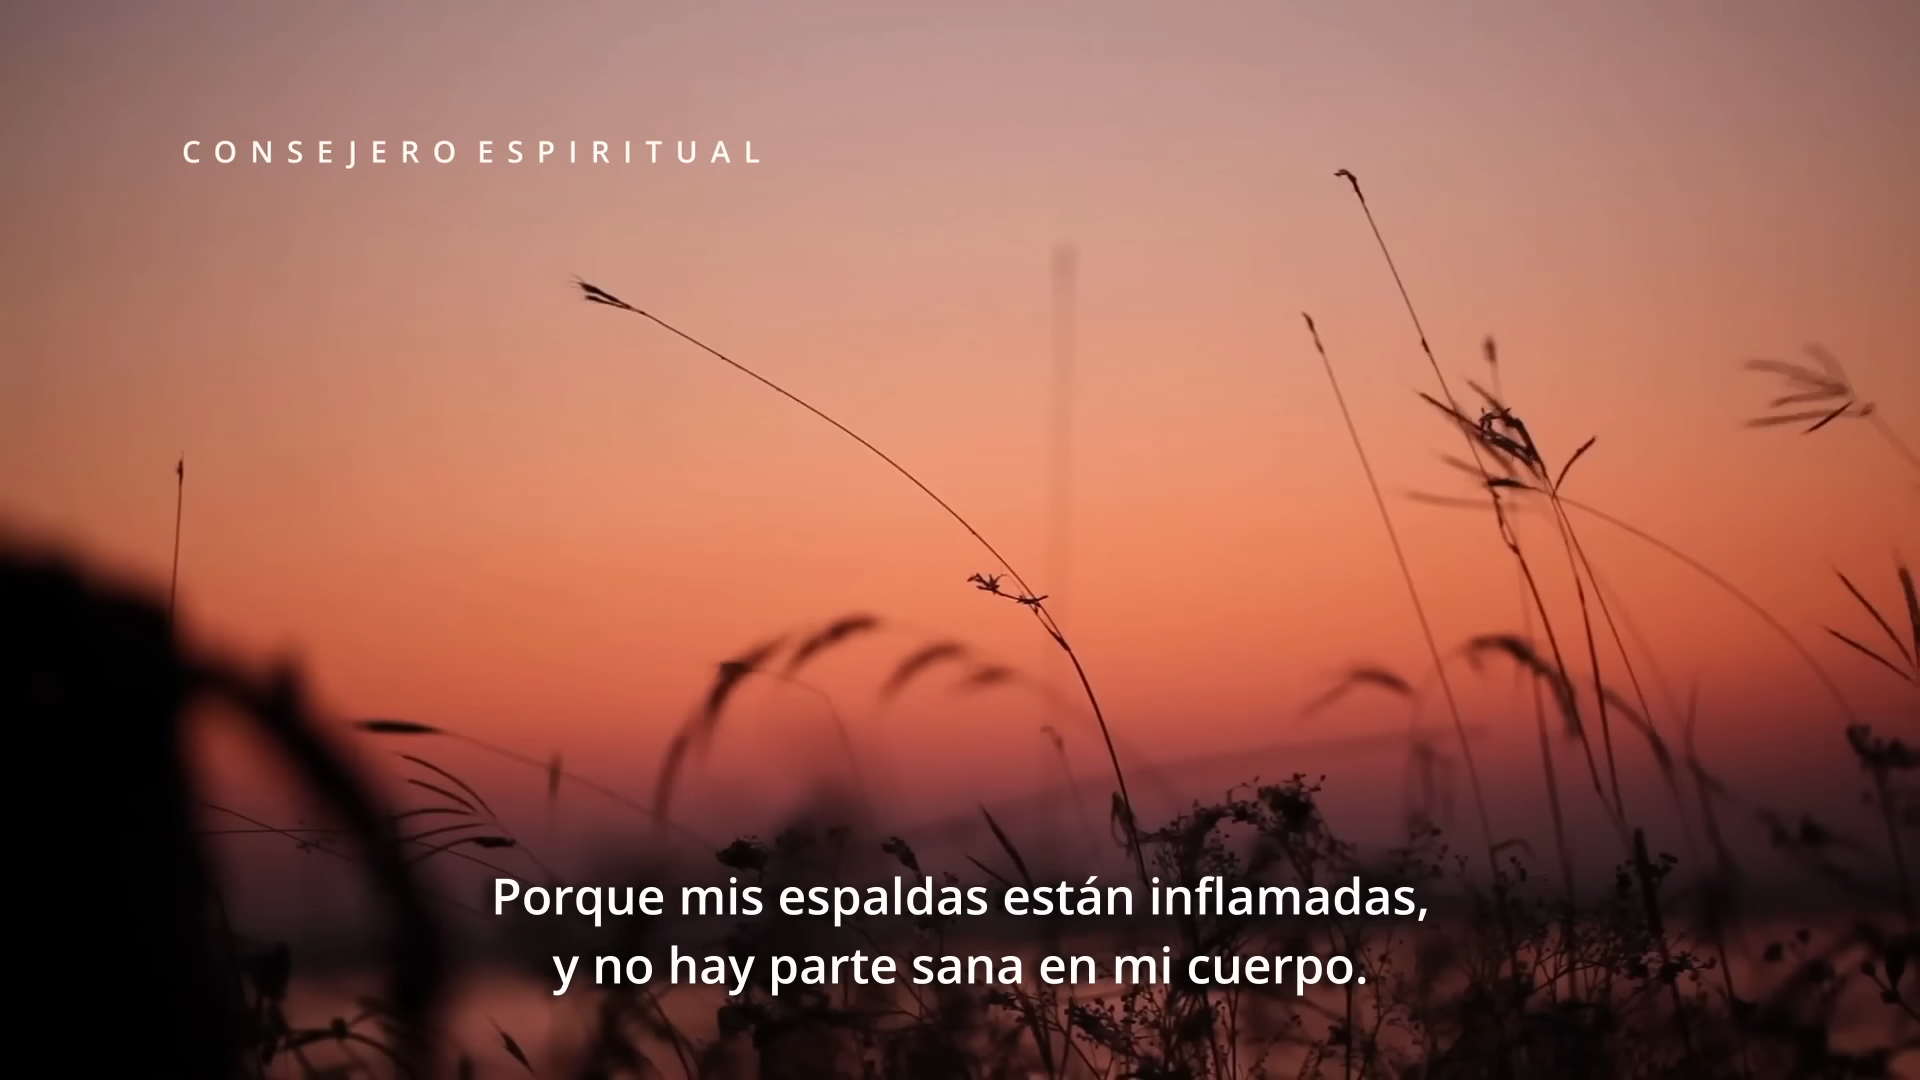 CONSEJERO ESPIRITUAL
Porque mis espaldas están inflamadas,
y no hay parte sana en mi cuerpo.